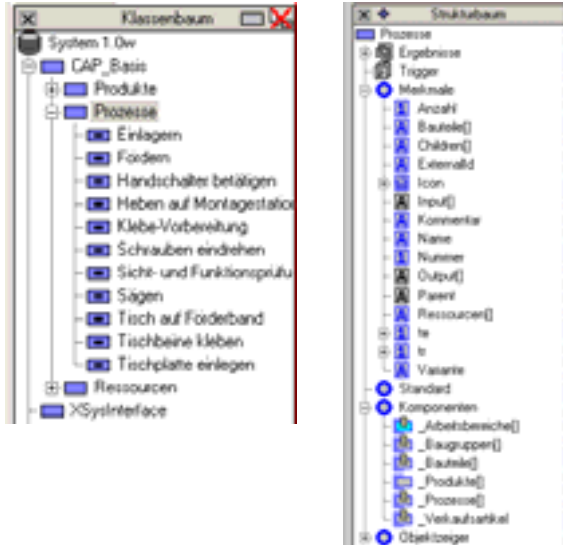 Klassenbaum
System 1.0w
CAP_Basis
Produkte
Prozesse
Einlagern
Fördern
Handschalter betätigen
Heben auf Montagestation
Klebe-Vorbereitung
Schrauben eindrehen
Sicht- und Funktionsprüfu
Sägen
Tisch auf Förderband
Tischbeine kleben
Tischplatte einlegen
Ressourcen
XSysInterface
Strukturbaum
Prozesse
Ergebnisse
Trigger
Merkmale
Anzahl
Bauteile[]
Children[]
ExternalId
Icon
Input[]
Kommentar
Name
Nummer
Output[]
Parent
Ressourcen[]
te
tr
Variante
Standard
Komponenten
_Arbeitsbereiche[]
_Baugruppen[]
_Bauteile[]
_Produkte[]
_Prozesse[]
_Verkaufsartikel
Objektzeiger